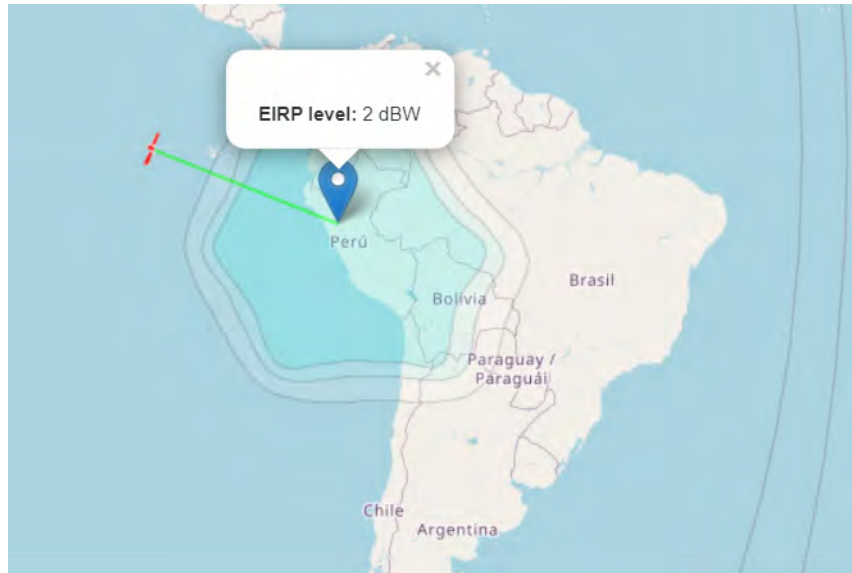 ×
EIRP level: 2 dBW
Perú
Brasil
Bolivia
Paraguay /
Paraguái
Chile
Argentina